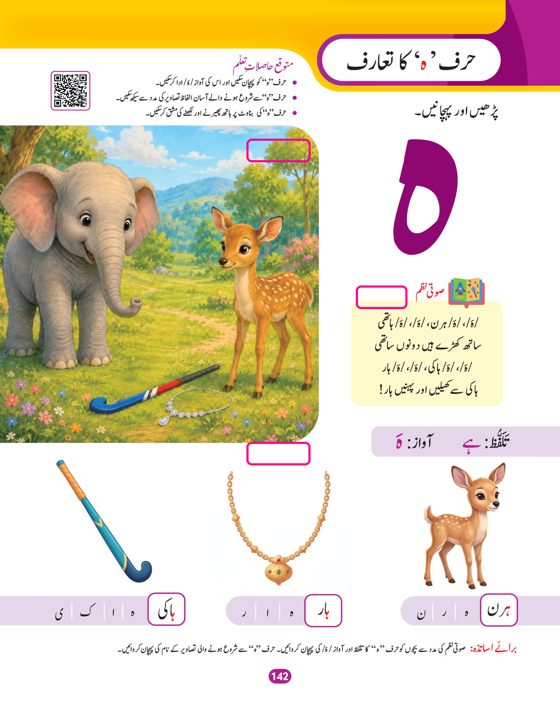 حرف ’ہ‘ کا تعارف
متوقع حاصلاتِ تعلّم
• حرف ”ہ“ کو پہچان سکیں اور اس کی آواز /ہَ/ ادا کر سکیں۔
• حرف ”ہ“ سے شروع ہونے والے آسان الفاظ تصاویر کی مدد سے سیکھ سکیں۔
• حرف ”ہ“ کی بناوٹ پر ہاتھ پھیرنے اور لکھنے کی مشق کر سکیں۔
پڑھیں اور پہچانیں۔
ہ
صوتی نظم
/ہَ/، /ہَ/ ہرن، /ہَ/، /ہَ/ ہاتھی
ساتھ کھڑے ہیں دونوں ساتھی
/ہَ/، /ہَ/ ہاکی، /ہَ/، /ہَ/ ہار
ہاکی سے کھیلیں اور پہنیں ہار!
تَلَفُّظ: ہے آواز: ہَ
ہرن ہ ر ن
ہار ہ ا ر
ہاکی ہ ا ک ی
برائے اساتذہ: صوتی نظم کی مدد سے بچوں کو حرف ”ہ“ کا تلفظ اور آواز /ہَ/ کی پہچان کروائیں۔ حرف ”ہ“ سے شروع ہونے والی تصاویر کے نام کی پہچان کروائیں۔
142